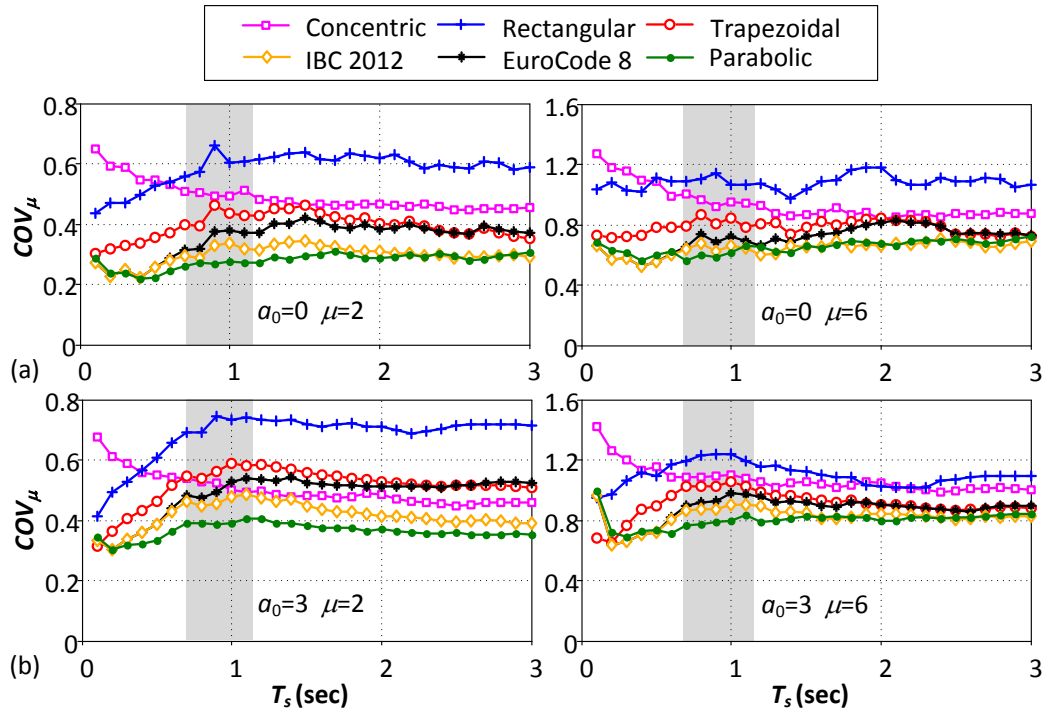 Concentric Rectangular Trapezoidal
IBC 2012 EuroCode 8 Parabolic
0.8 1.6
0.6 1.2
COVμ
0.4 0.8
0.2 0.4
a0=0 μ=2 a0=0 μ=6
0 0
(a)
0 1 2 3 0 1 2 3
0.8 1.6
0.6 1.2
COVμ
0.4 0.8
0.2 0.4
a0=3 μ=2 a0=3 μ=6
0 0
(b)
0 1 2 3 0 1 2 3
Ts (sec) Ts (sec)